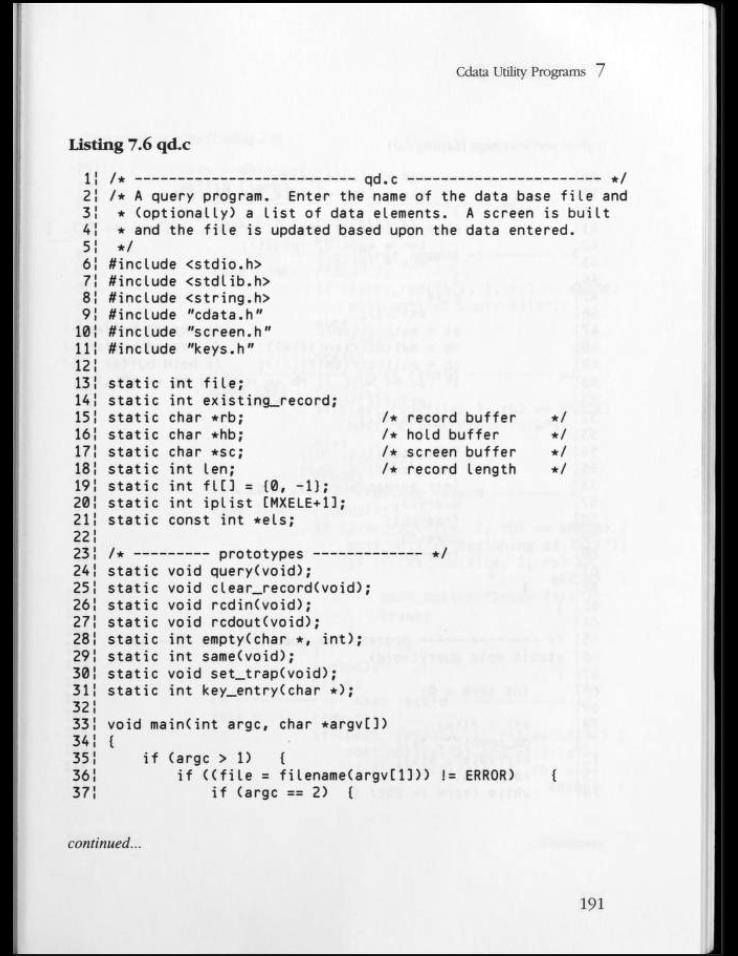 Cdata Utility Programs 7
Listing 7.6 qd.c
1¦ /* ------------------------- qd.c ------------------------- */
2¦ /* A query program.  Enter the name of the data base file and
3¦  * (optionally) a list of data elements.  A screen is built
4¦  * and the file is updated based upon the data entered.
5¦  */
6¦ #include <stdio.h>
7¦ #include <stdlib.h>
8¦ #include <string.h>
9¦ #include "cdata.h"
10¦ #include "screen.h"
11¦ #include "keys.h"
12¦
13¦ static int file;
14¦ static int existing_record;
15¦ static char *rb;                /* record buffer    */
16¦ static char *hb;                /* hold buffer      */
17¦ static char *sc;                /* screen buffer    */
18¦ static int len;                 /* record length    */
19¦ static int fl[] = {0, -1};
20¦ static int iplist [MXELE+1];
21¦ static const int *els;
22¦
23¦ /* --------- prototypes ------------- */
24¦ static void query(void);
25¦ static void clear_record(void);
26¦ static void rcdin(void);
27¦ static void rcdout(void);
28¦ static int empty(char *, int);
29¦ static int same(void);
30¦ static void set_trap(void);
31¦ static int key_entry(char *);
32¦
33¦ void main(int argc, char *argv[])
34¦ {
35¦     if (argc > 1)   {
36¦         if ((file = filename(argv[1])) != ERROR)    {
37¦             if (argc == 2)  {
continued...
191